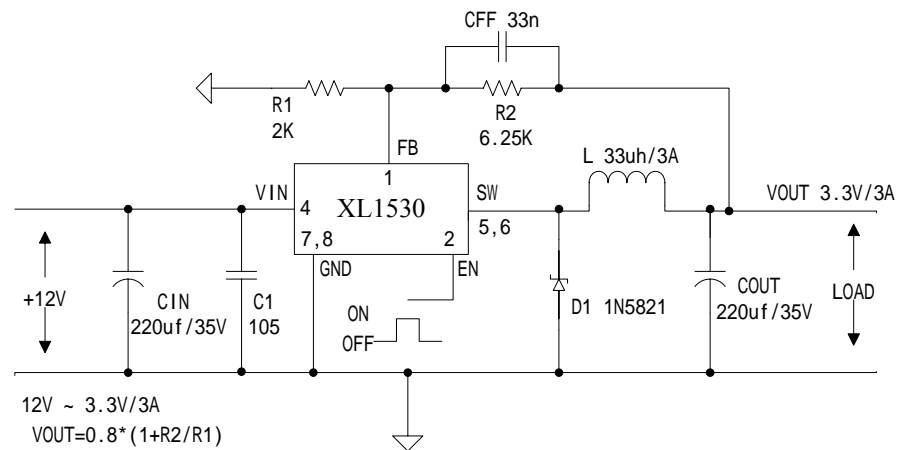 CFF 33n
R1
2K
R2
6.25K
FB
L 33uh/3A
VIN
1
SW
VOUT 3.3V/3A
4
XL1530
5,6
7,8
2
GND
EN
+12V
CIN
220uf/35V
C1
105
ON
OFF
D1 1N5821
COUT
220uf/35V
LOAD
12V ~ 3.3V/3A
VOUT=0.8*(1+R2/R1)